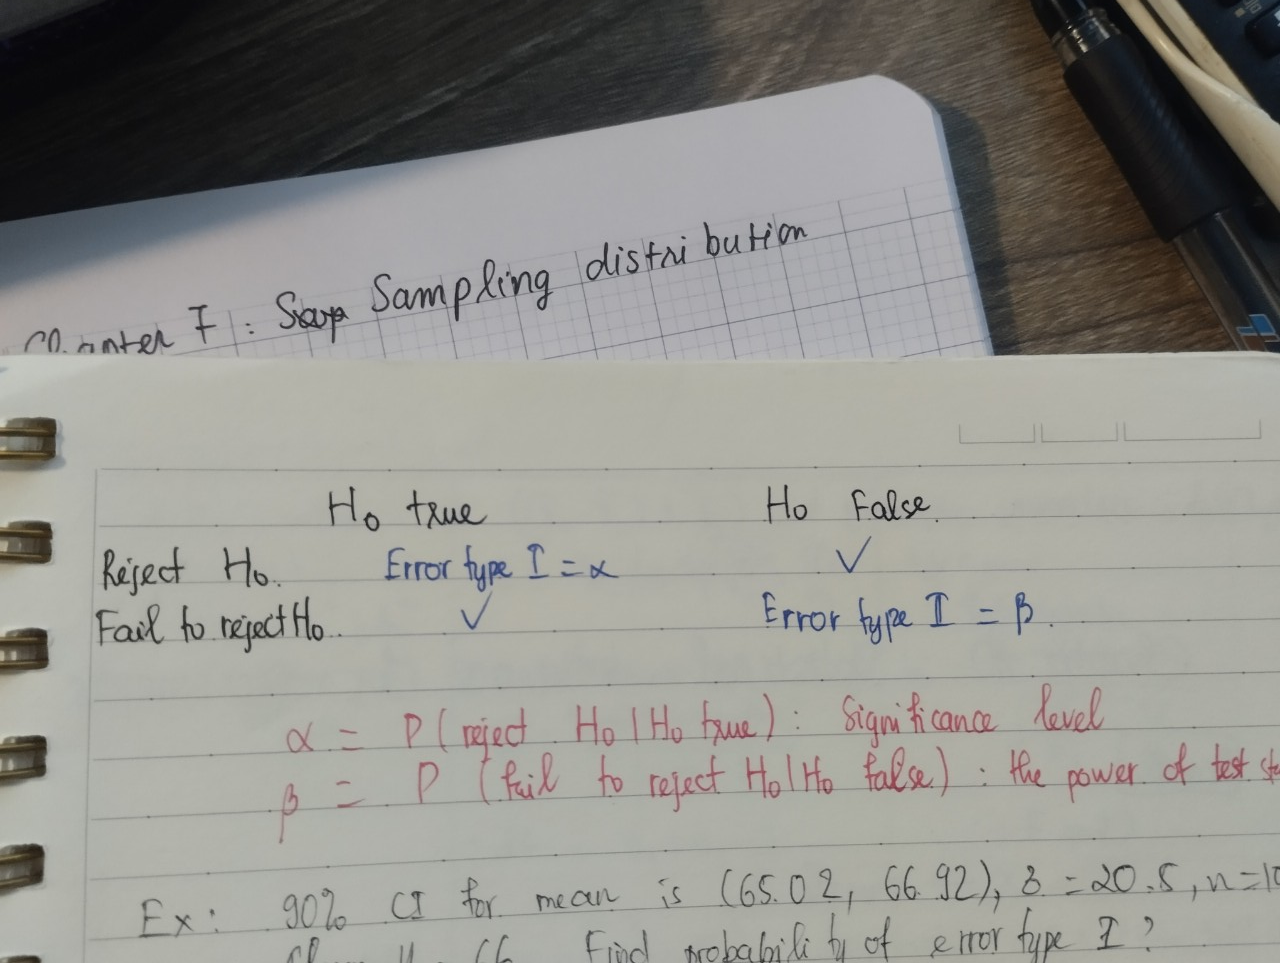 Chapter 7: Samp Sampling distribution
H₀ true H₀ False.
Reject H₀. Error type I = α ✓
Fail to reject H₀. ✓ Error type II = β.
α = P(reject H₀ | H₀ true): Significance level
β = P (fail to reject H₀ | H₀ false): the power of test
Ex: 90% CI for mean is (65.02, 66.92), = 20.5, n =
Find probability of error type I?